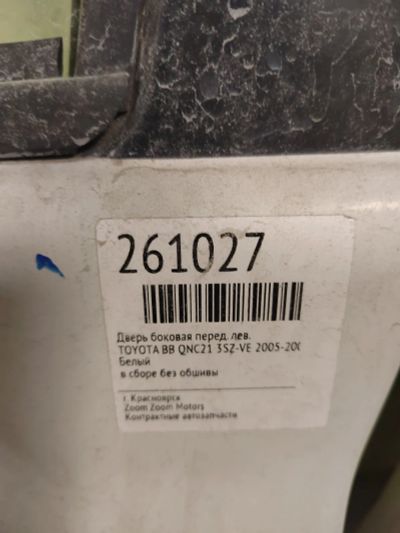 261027
Дверь боковая перед. лев.
TOYOTA BB QNC21 3SZ-VE 2005-200
Белый
в сборе без обшивы
г. Красноярск
Zoom Zoom Motors
Контрактные автозапчасти